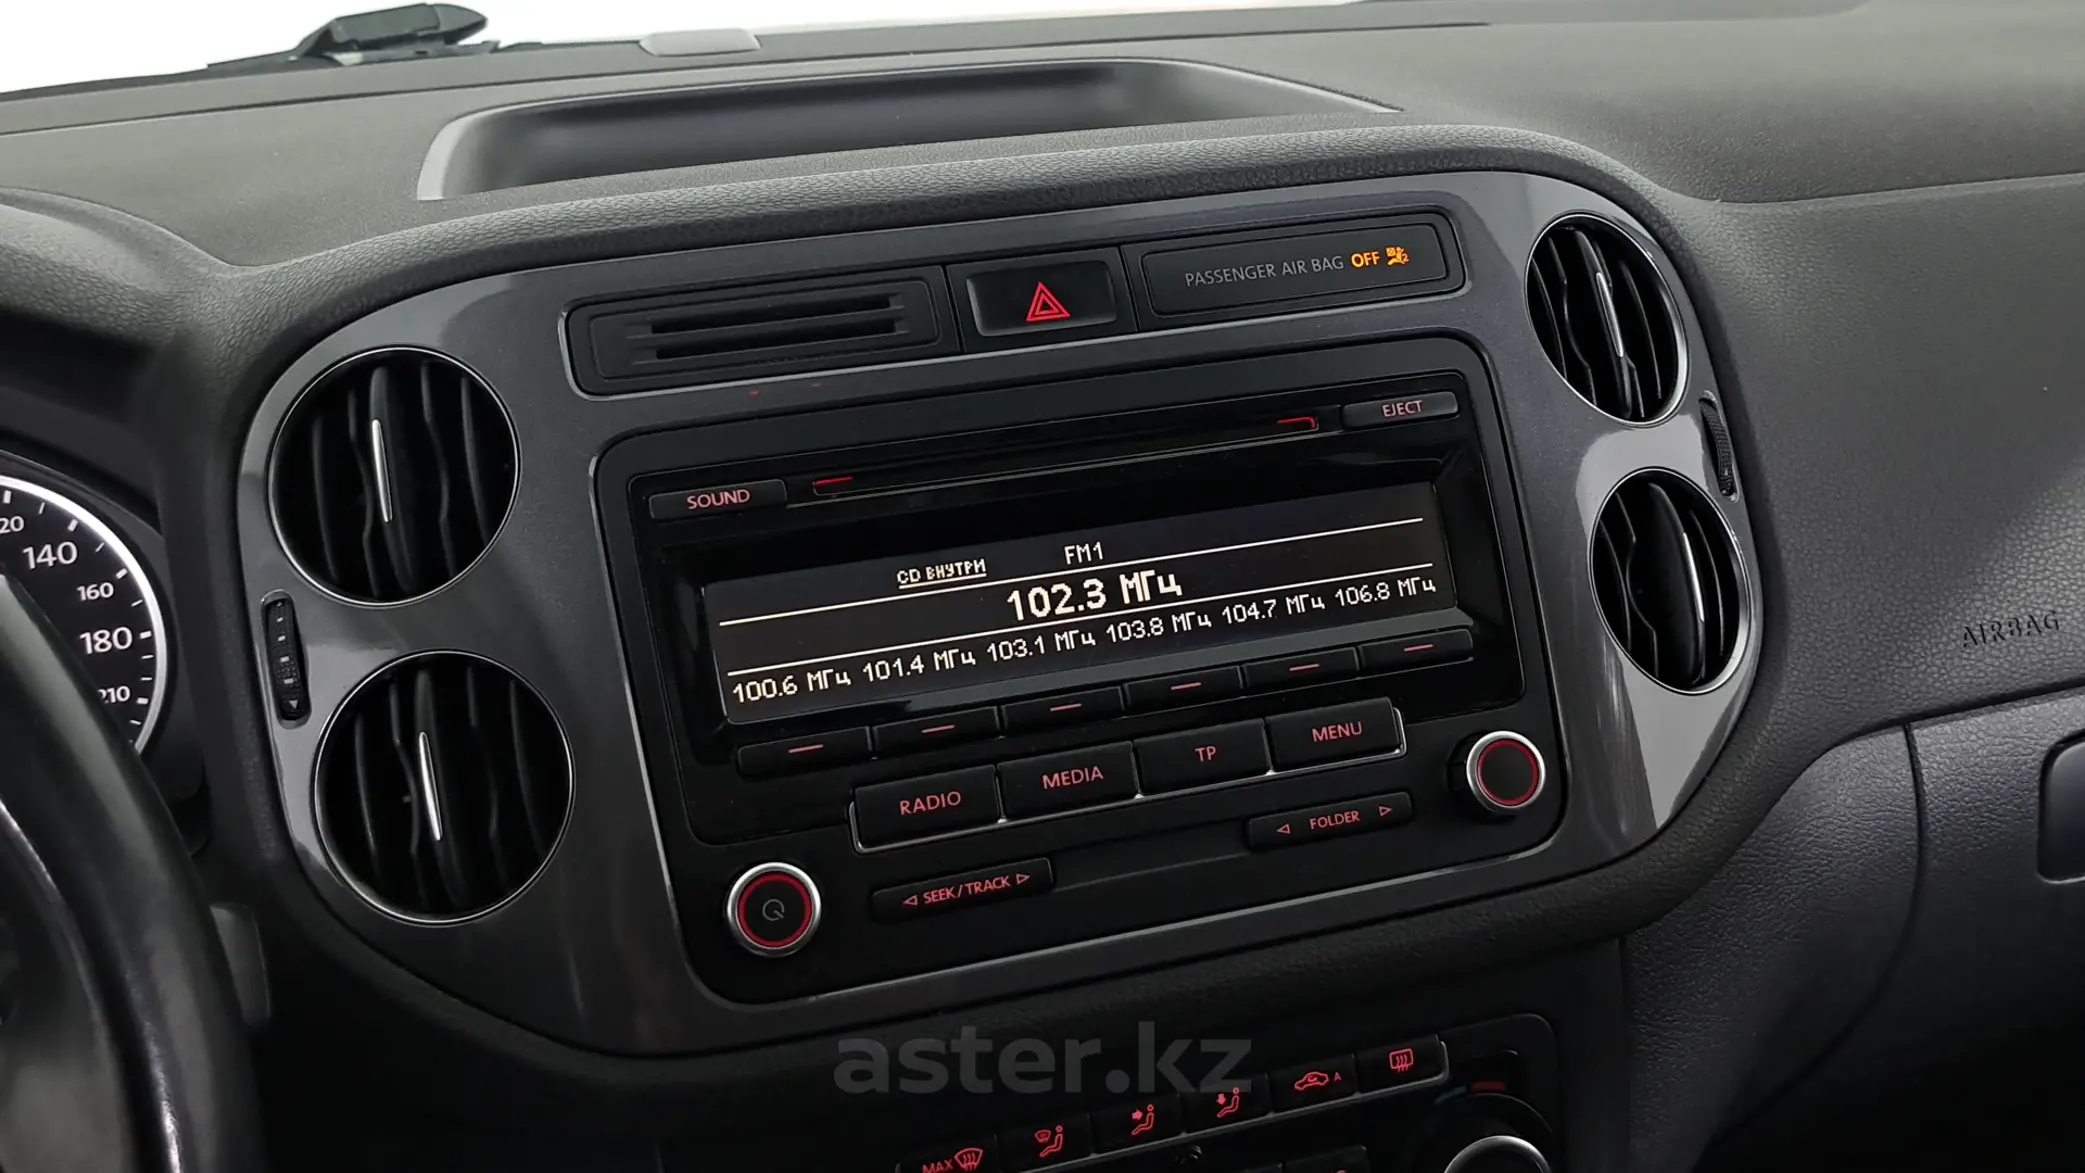 PASSENGER AIR BAG OFF
EJECT
SOUND
CD ВНУТРИ FM1
102.3 МГц
100.6 МГц 101.4 МГц 103.1 МГц 103.8 МГц 104.7 МГц 106.8 МГц
RADIO MEDIA TP MENU
SEEK/TRACK
FOLDER
AIRBAG
20
140
160
180
210
aster.kz
A
MAX